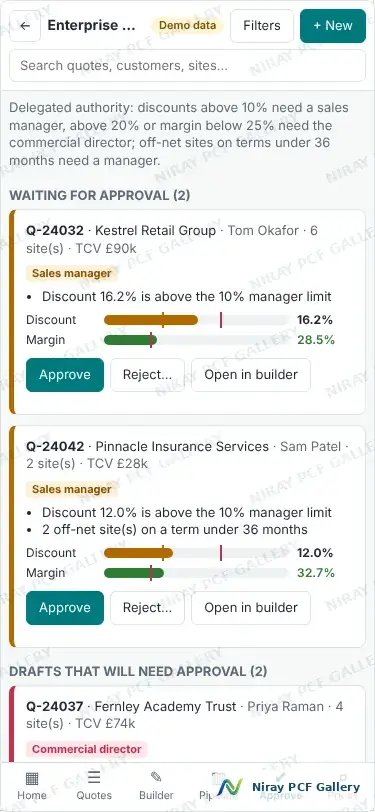 ← Enterprise ... Demo data Filters + New
Search quotes, customers, sites...
Delegated authority: discounts above 10% need a sales
manager, above 20% or margin below 25% need the
commercial director; off-net sites on terms under 36
months need a manager.
WAITING FOR APPROVAL (2)
Q-24032 · Kestrel Retail Group · Tom Okafor · 6
site(s) · TCV £90k
Sales manager
• Discount 16.2% is above the 10% manager limit
Discount 16.2%
Margin 28.5%
Approve Reject... Open in builder
Q-24042 · Pinnacle Insurance Services · Sam Patel ·
2 site(s) · TCV £28k
Sales manager
• Discount 12.0% is above the 10% manager limit
• 2 off-net site(s) on a term under 36 months
Discount 12.0%
Margin 32.7%
Approve Reject... Open in builder
DRAFTS THAT WILL NEED APPROVAL (2)
Q-24037 · Fernley Academy Trust · Priya Raman · 4
site(s) · TCV £74k
Commercial director
Home Quotes Builder Approve
Niray PCF Gallery
NIRAY PCF GALLERY